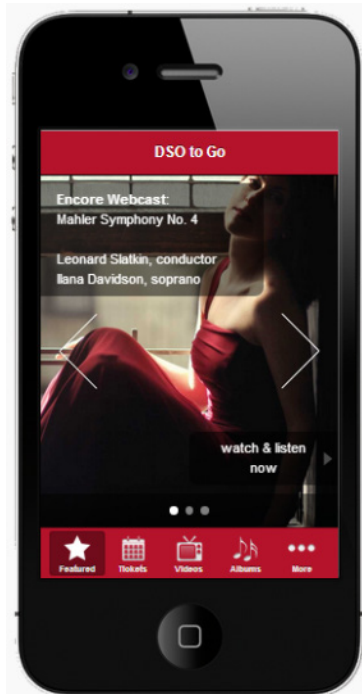 DSO to Go
Encore Webcast:
Mahler Symphony No. 4
Leonard Slatkin, conductor
Ilana Davidson, soprano
watch & listen
now
Featured
Tickets
Videos
Albums
More